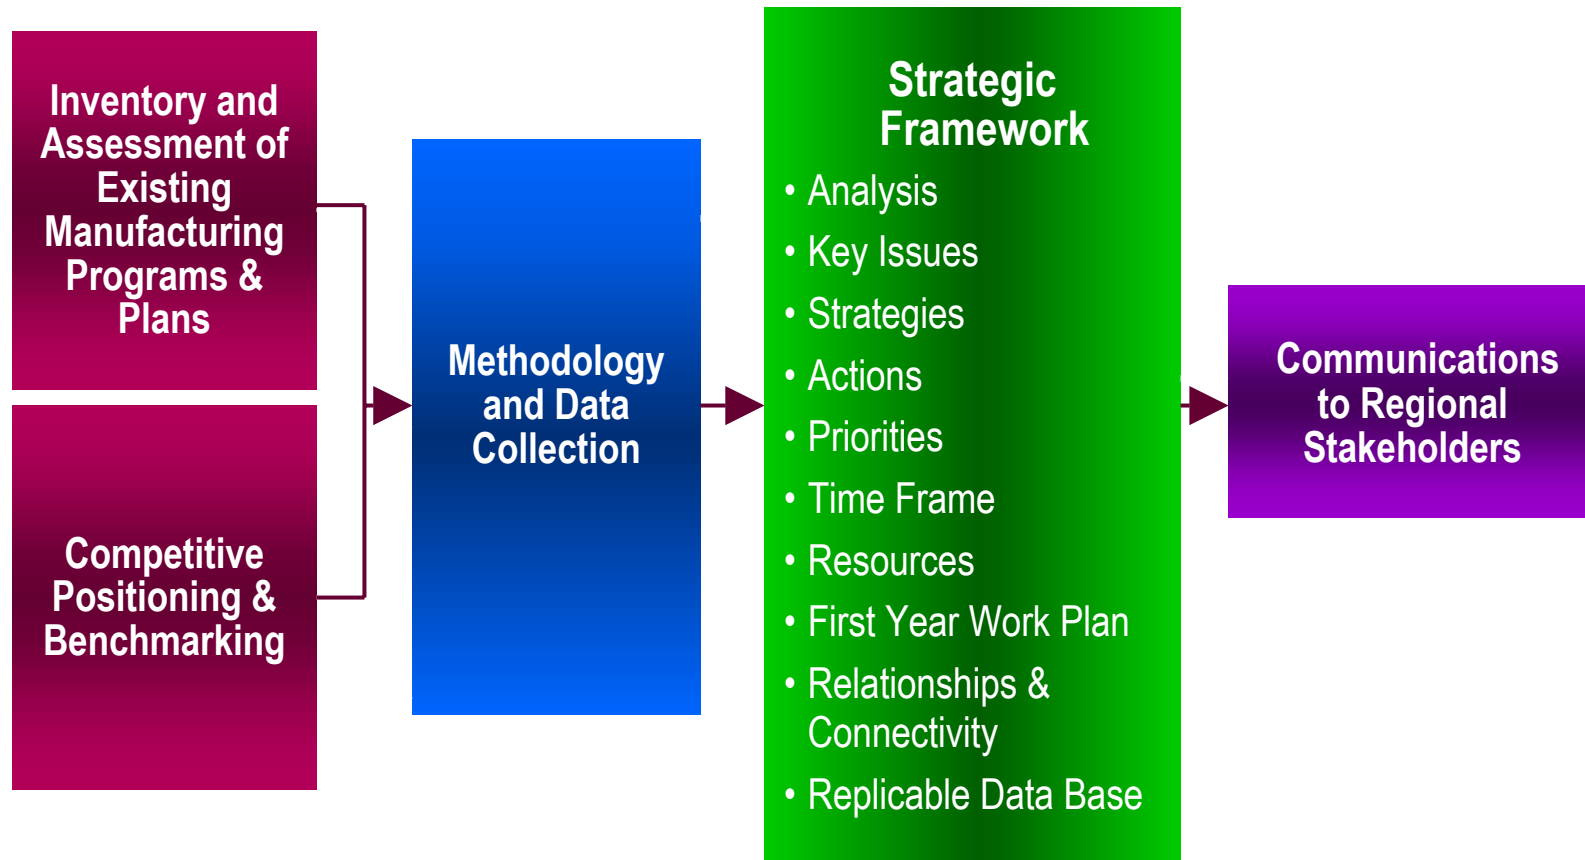 Inventory and
Assessment of
Existing
Manufacturing
Programs &
Plans
Competitive
Positioning &
Benchmarking
Methodology
and Data
Collection
Strategic
Framework
• Analysis
• Key Issues
• Strategies
• Actions
• Priorities
• Time Frame
• Resources
• First Year Work Plan
• Relationships &
Connectivity
• Replicable Data Base
Communications
to Regional
Stakeholders